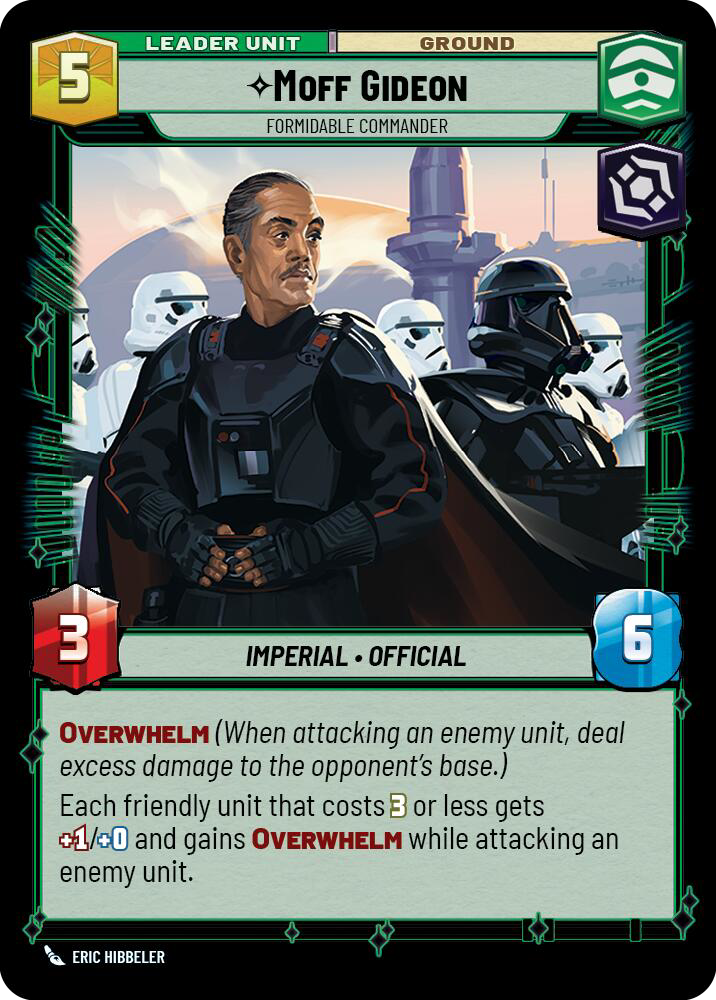 LEADER UNIT
GROUND
5
MOFF GIDEON
FORMIDABLE COMMANDER
3
IMPERIAL • OFFICIAL
6
OVERWHELM (When attacking an enemy unit, deal
excess damage to the opponent's base.)
Each friendly unit that costs 3 or less gets
+1/+0 and gains OVERWHELM while attacking an
enemy unit.
ERIC HIBBELER